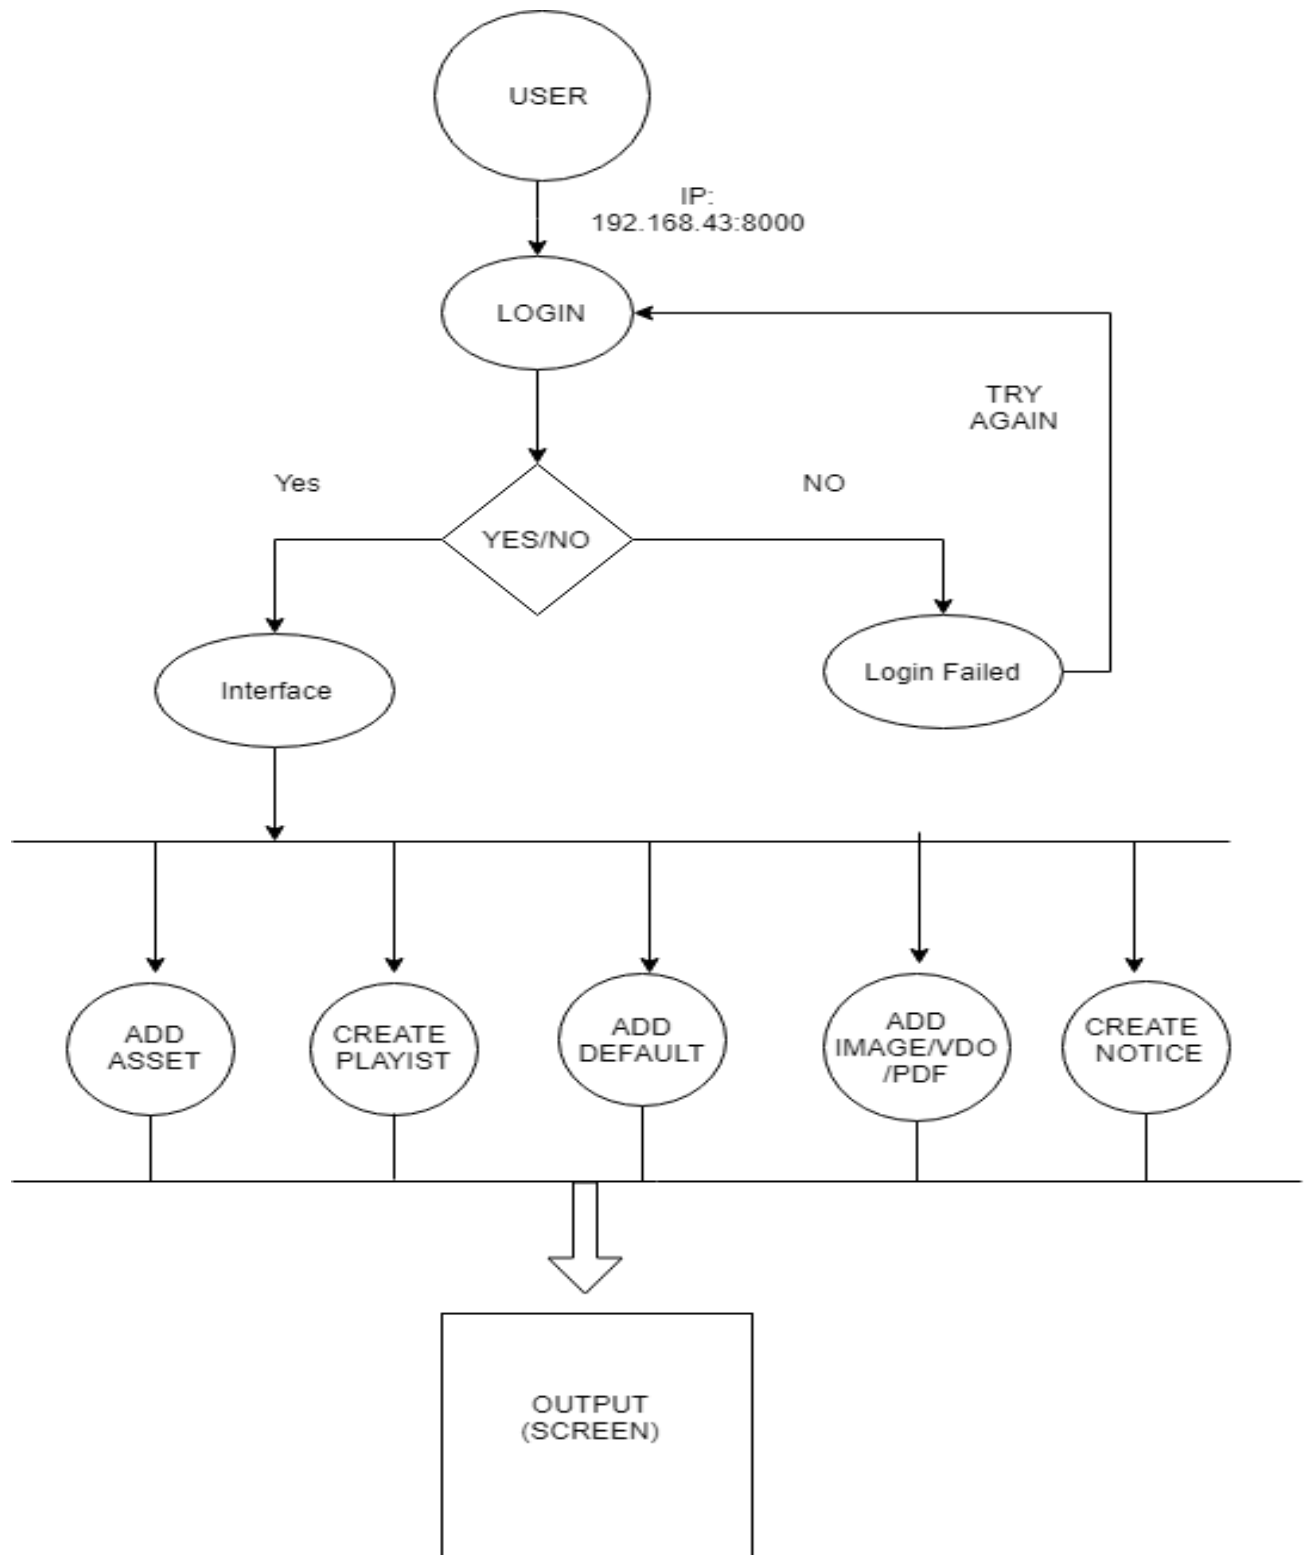 USER
IP:
192.168.43:8000
LOGIN
TRY
AGAIN
Yes
NO
YES/NO
Interface
Login Failed
ADD
ASSET
CREATE
PLAYIST
ADD
DEFAULT
ADD
IMAGE/VDO
/PDF
CREATE
NOTICE
OUTPUT
(SCREEN)